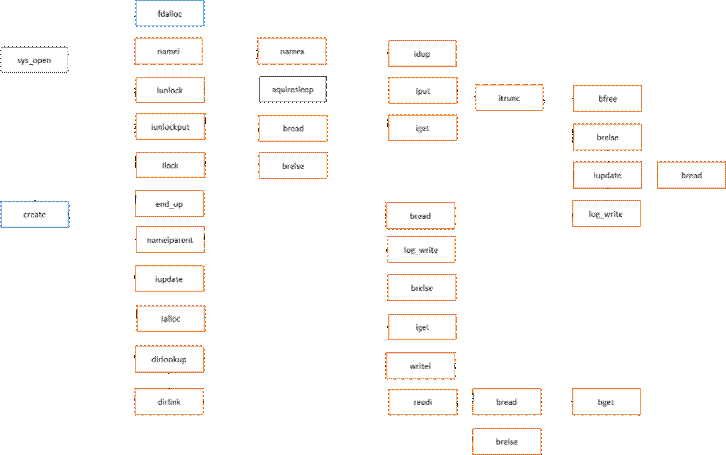 fdalloc
sys_open
namei
namex
idup
iunlock
aquiresleep
iput
itrunc
bfree
iunlockput
bread
iget
brelse
ilock
brelse
iupdate
bread
create
end_op
bread
log_write
nameiparent
log_write
iupdate
brelse
ialloc
iget
dirlookup
writei
dirlink
readi
bread
bget
brelse